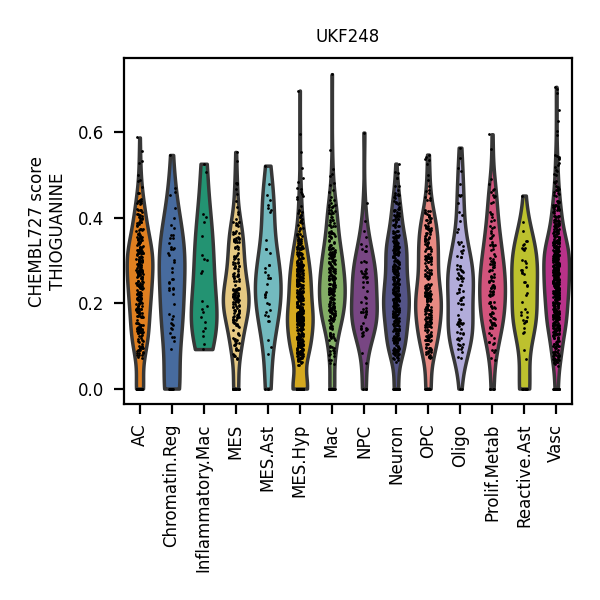 UKF248
CHEMBL727 score
THIOGUANINE
0.6
0.4
0.2
0.0
AC
Chromatin.Reg
Inflammatory.Mac
MES
MES.Ast
MES.Hyp
Mac
NPC
Neuron
OPC
Oligo
Prolif.Metab
Reactive.Ast
Vasc